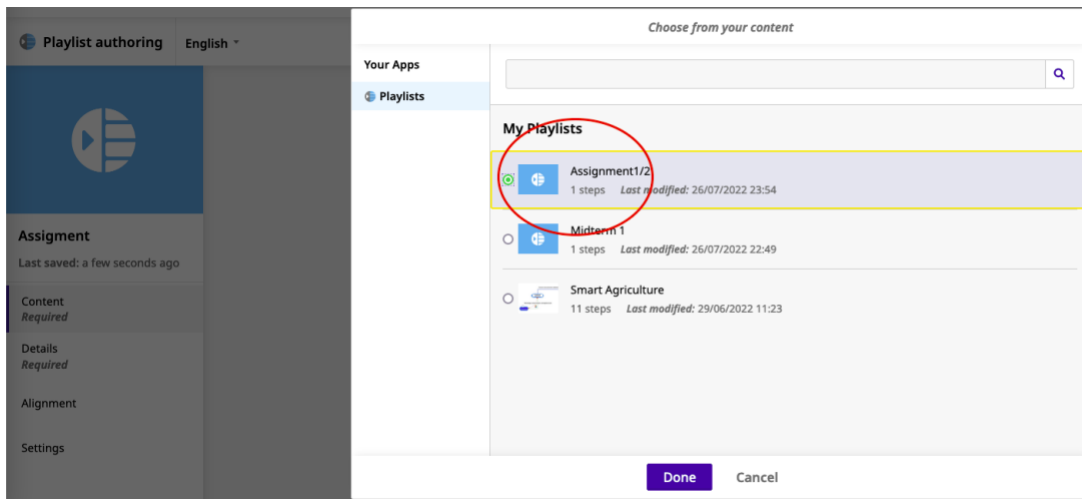 Choose from your content
Playlist authoring
English
Your Apps
Playlists
My Playlists
Assignment1/2
1 steps Last modified: 26/07/2022 23:54
Midterm 1
1 steps Last modified: 26/07/2022 22:49
Smart Agriculture
11 steps Last modified: 29/06/2022 11:23
Assigment
Last saved: a few seconds ago
Content
Required
Details
Required
Alignment
Settings
Done
Cancel